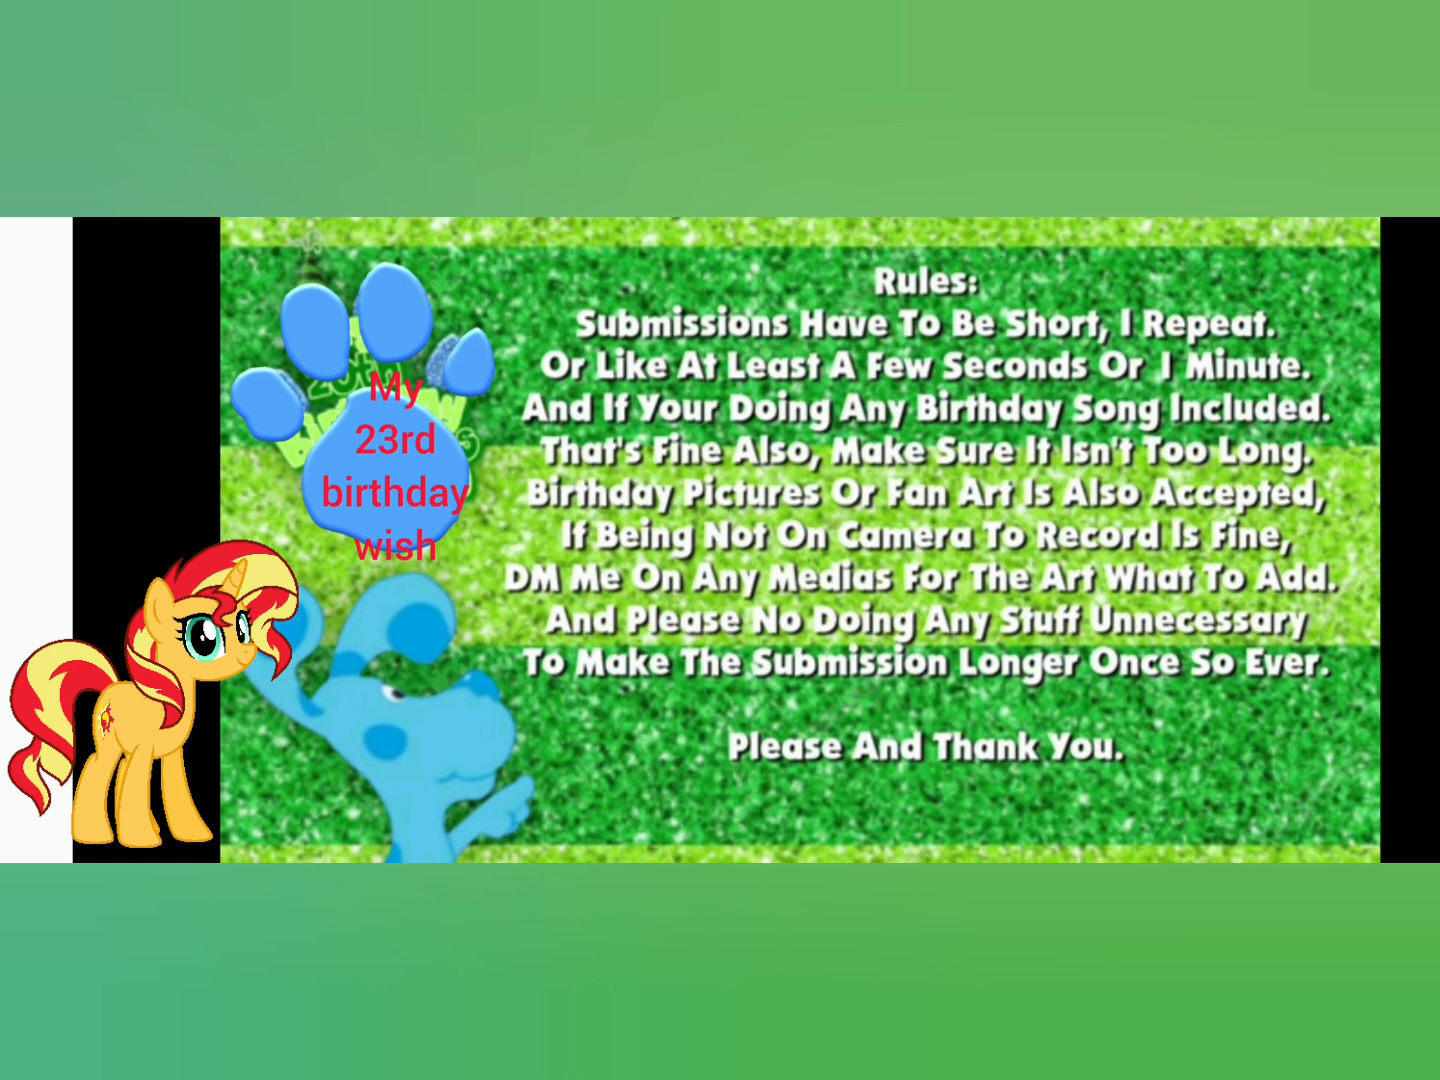 My
23rd
birthday
wish
Rules:
Submissions Have To Be Short, I Repeat.
Or Like At Least A Few Seconds Or 1 Minute.
And If Your Doing Any Birthday Song Included.
That's Fine Also, Make Sure It Isn't Too Long.
Birthday Pictures Or Fan Art Is Also Accepted,
If Being Not On Camera To Record Is Fine,
DM Me On Any Medias For The Art What To Add.
And Please No Doing Any Stuff Unnecessary
To Make The Submission Longer Once So Ever.
Please And Thank You.